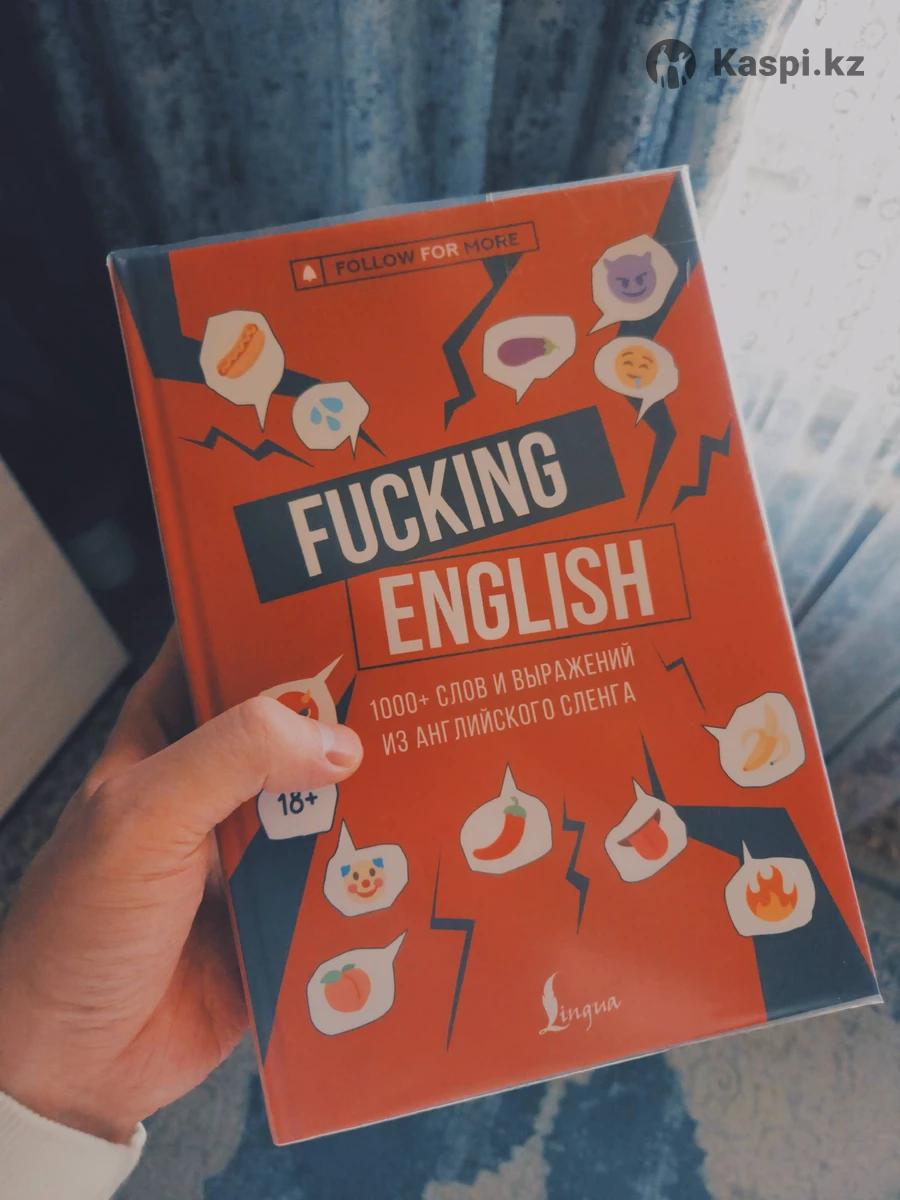 Kaspi.kz
FOLLOW FOR MORE
FUCKING
ENGLISH
1000+ СЛОВ И ВЫРАЖЕНИЙ
ИЗ АНГЛИЙСКОГО СЛЕНГА
18+
Lingua